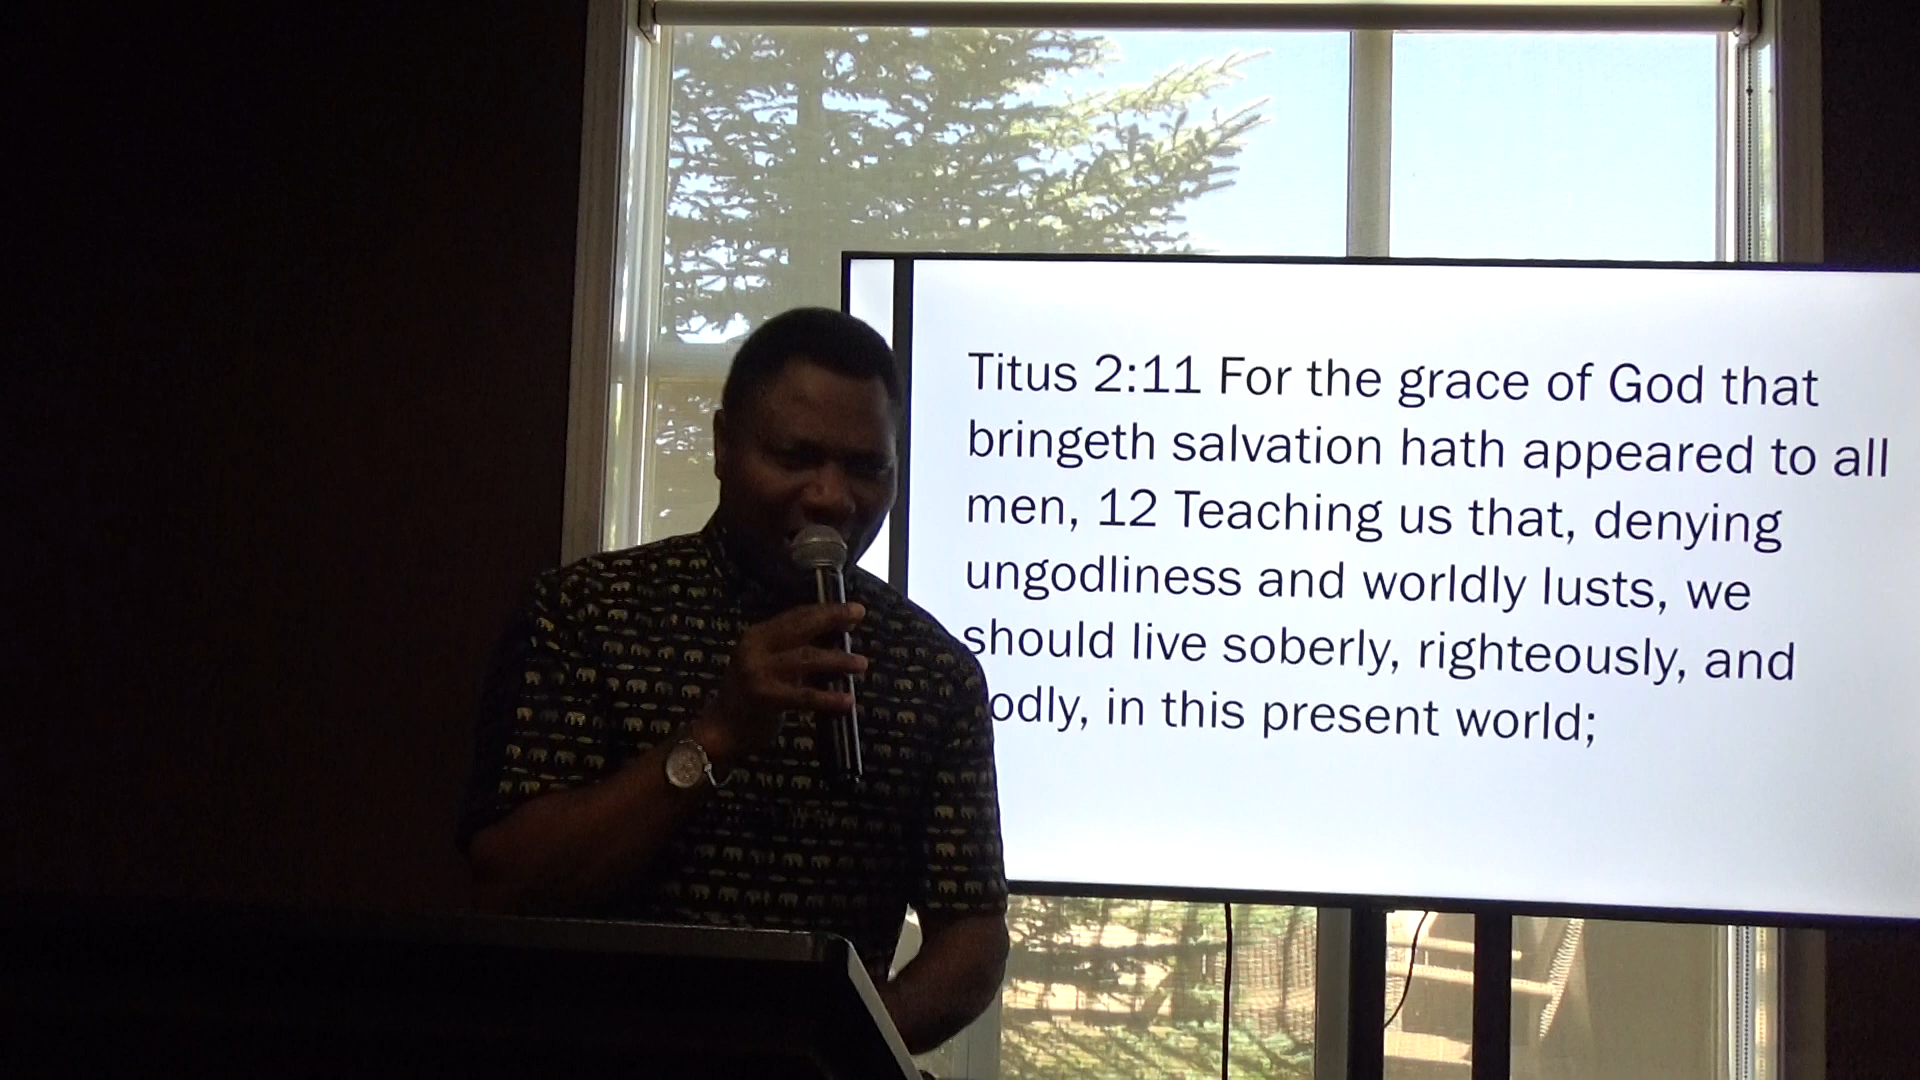 Titus 2:11 For the grace of God that
bringeth salvation hath appeared to all
men, 12 Teaching us that, denying
ungodliness and worldly lusts, we
should live soberly, righteously, and
odly, in this present world;